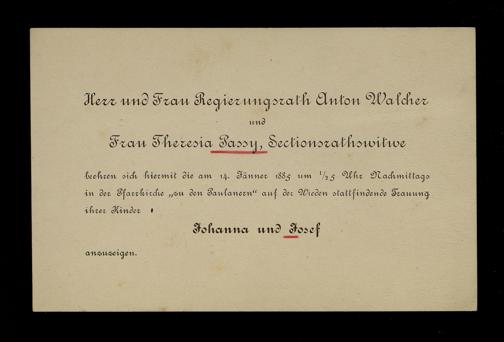 Herr und Frau Regierungsrath Anton Walcher
und
Frau Theresia Passy, Sectionsrathswitwe
beehren sich hiermit die am 14. Jänner 1885 um ½5 Uhr Nachmittags
in der Pfarrkirche „zu den Paulanern“ auf der Wieden stattfindende Trauung
ihrer Kinder
Johanna und Josef
anzuzeigen.